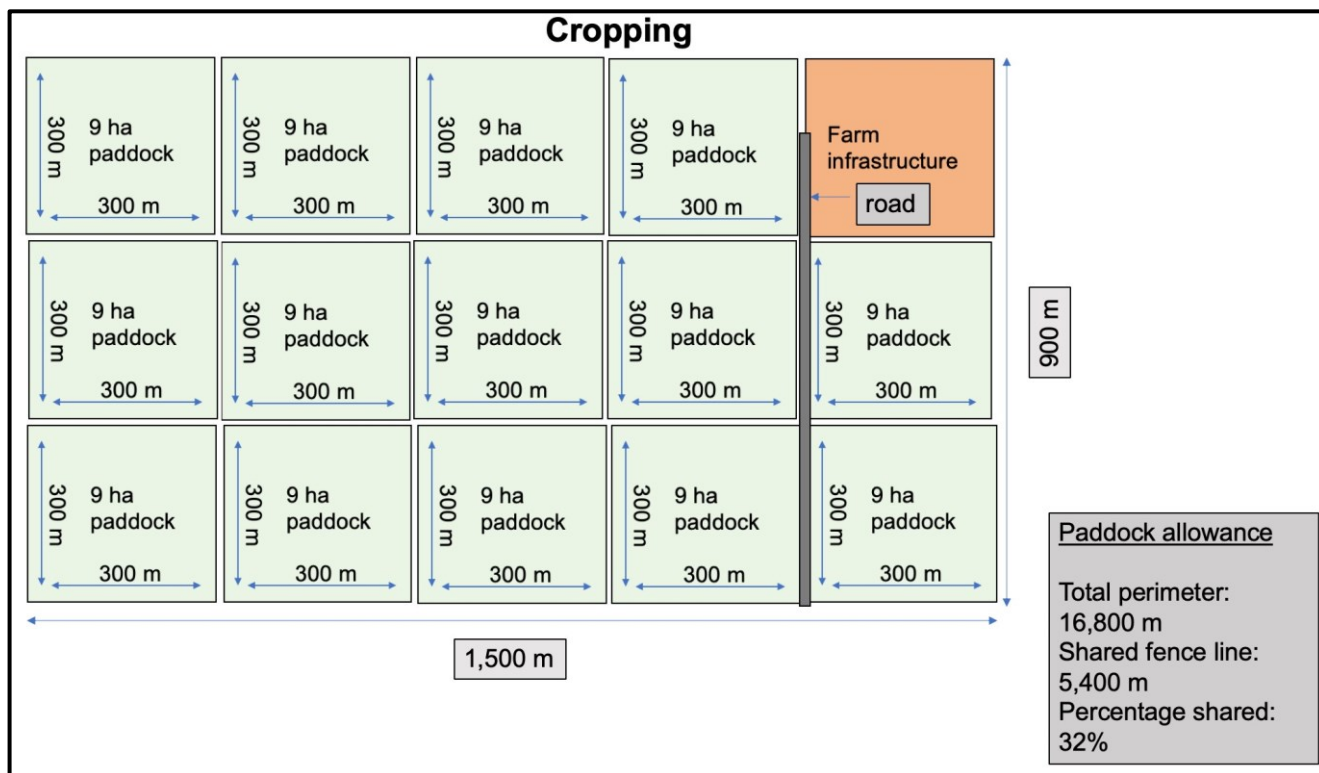 Cropping
300 m
9 ha
paddock
300 m
300 m
9 ha
paddock
300 m
300 m
9 ha
paddock
300 m
300 m
9 ha
paddock
300 m
Farm
infrastructure
road
300 m
9 ha
paddock
300 m
300 m
9 ha
paddock
300 m
300 m
9 ha
paddock
300 m
300 m
9 ha
paddock
300 m
300 m
9 ha
paddock
300 m
900 m
300 m
9 ha
paddock
300 m
300 m
9 ha
paddock
300 m
300 m
9 ha
paddock
300 m
300 m
9 ha
paddock
300 m
300 m
9 ha
paddock
300 m
1,500 m
Paddock allowance
Total perimeter:
16,800 m
Shared fence line:
5,400 m
Percentage shared:
32%